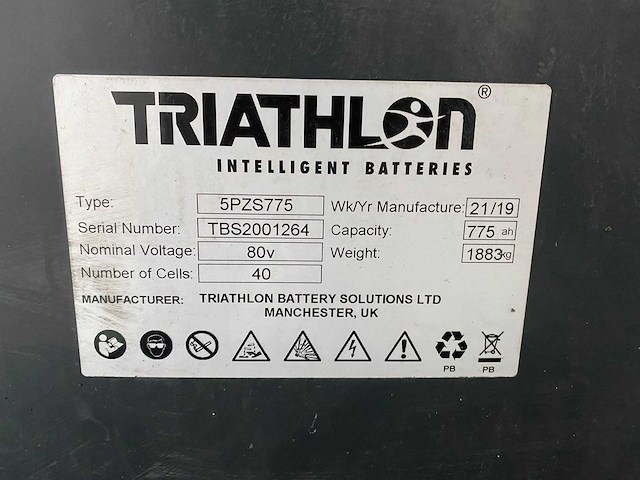 TRIATHLON®
INTELLIGENT BATTERIES
Type: 5PZS775 Wk/Yr Manufacture: 21/19
Serial Number: TBS2001264 Capacity: 775 ah
Nominal Voltage: 80v Weight: 1883kg
Number of Cells: 40
MANUFACTURER: TRIATHLON BATTERY SOLUTIONS LTD
MANCHESTER, UK
PB PB